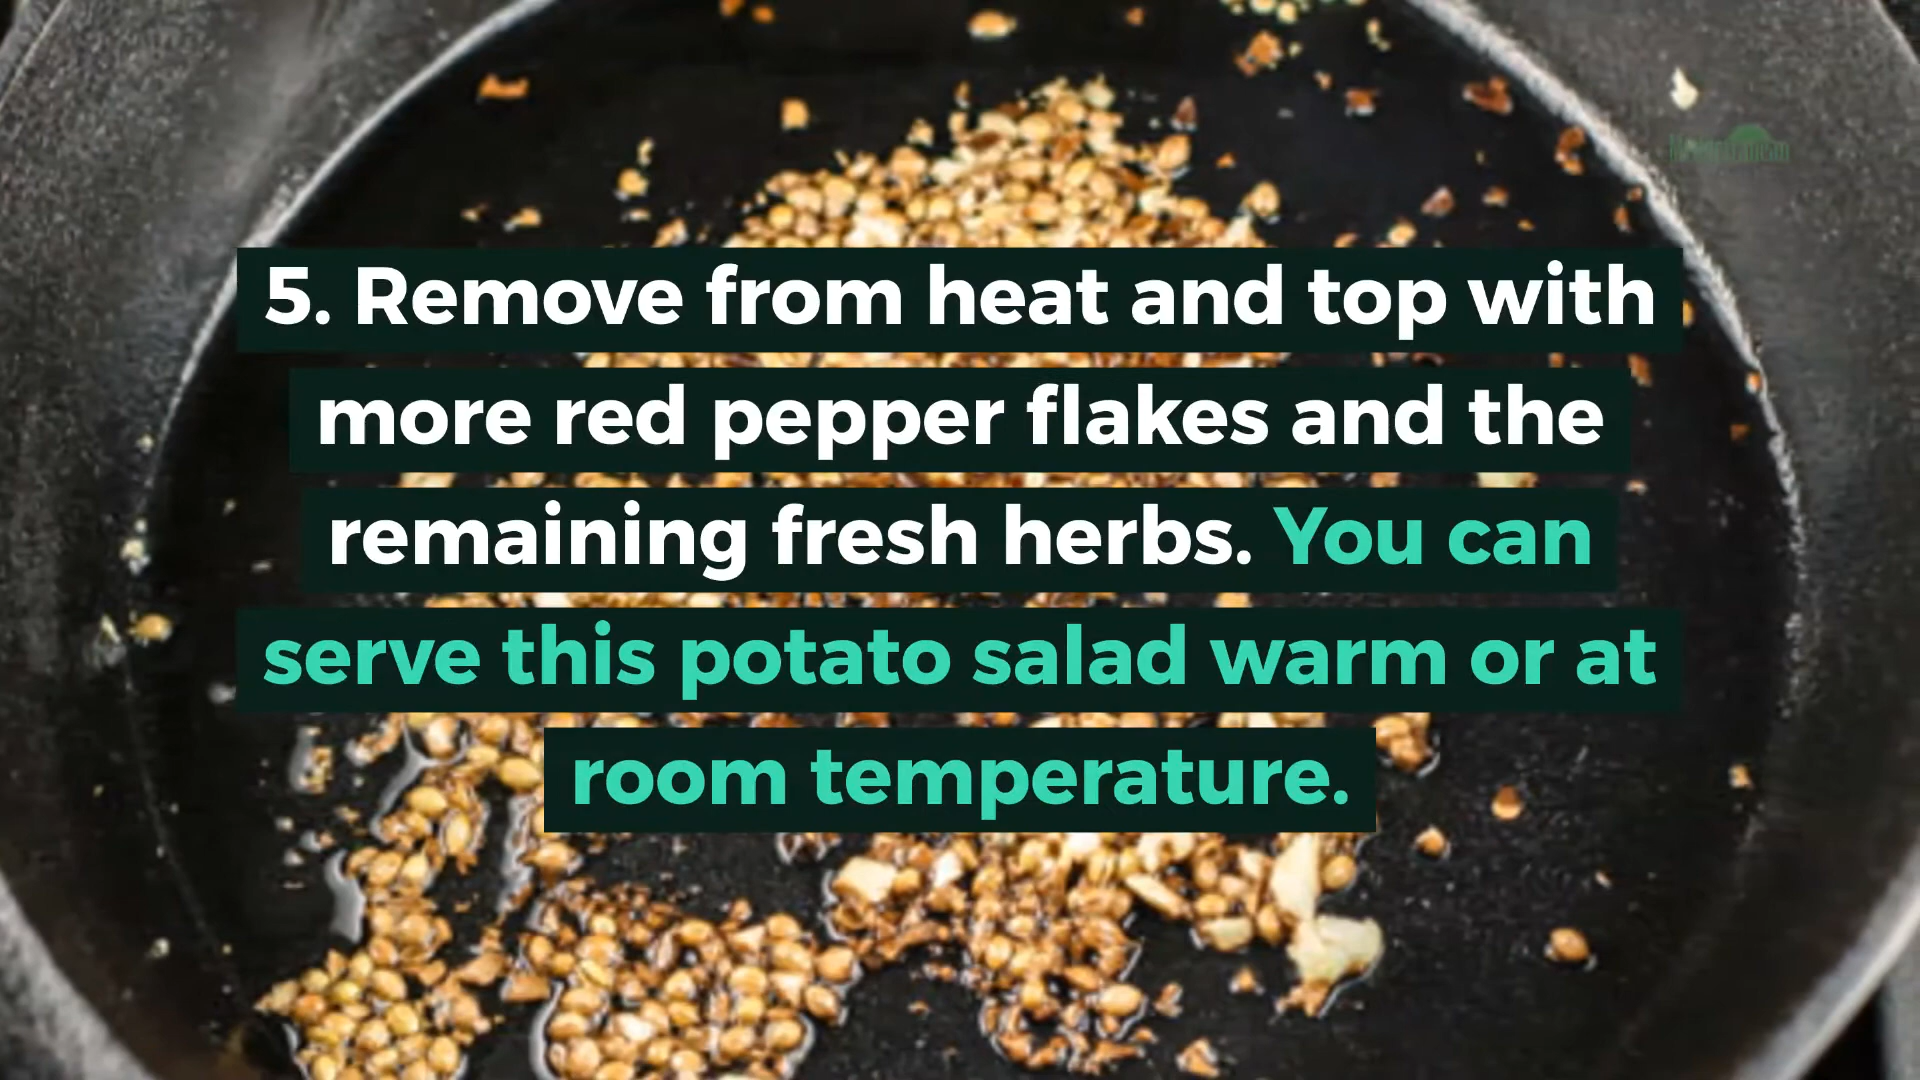 5. Remove from heat and top with
more red pepper flakes and the
remaining fresh herbs. You can
serve this potato salad warm or at
room temperature.